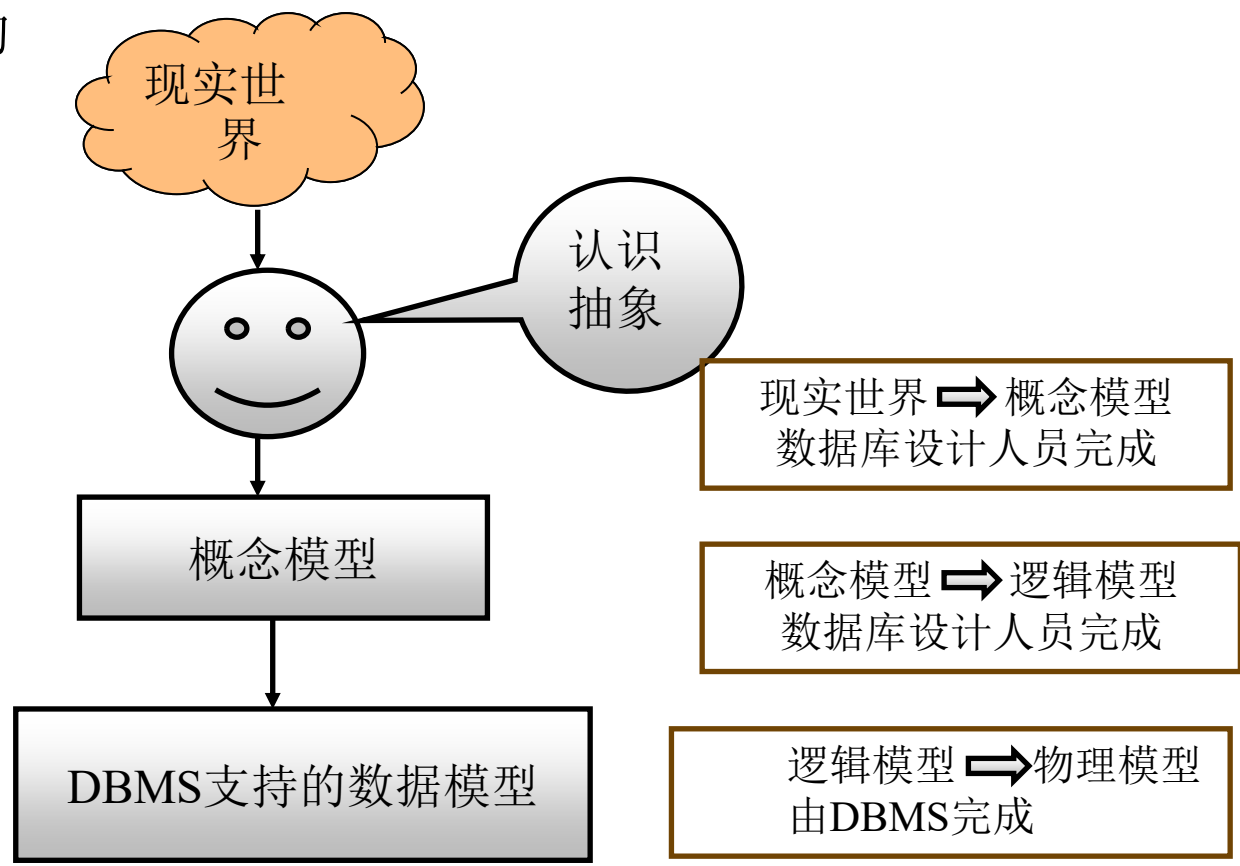 现实世
界
认识
抽象
现实世界 概念模型
数据库设计人员完成
概念模型
概念模型 逻辑模型
数据库设计人员完成
DBMS支持的数据模型
逻辑模型 物理模型
由DBMS完成